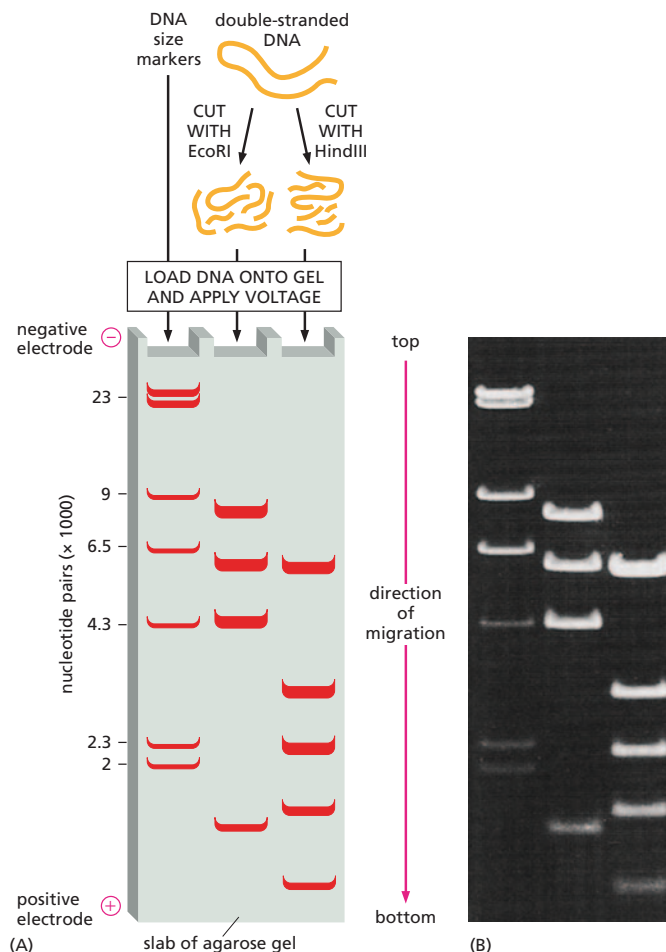 DNA
size
markers
double-stranded
DNA
CUT
WITH
EcoRI
CUT
WITH
HindIII
LOAD DNA ONTO GEL
AND APPLY VOLTAGE
negative
electrode
−
top
23
9
6.5
4.3
2.3
2
nucleotide pairs (× 1000)
direction
of
migration
positive
electrode
+
bottom
(A)
slab of agarose gel
(B)